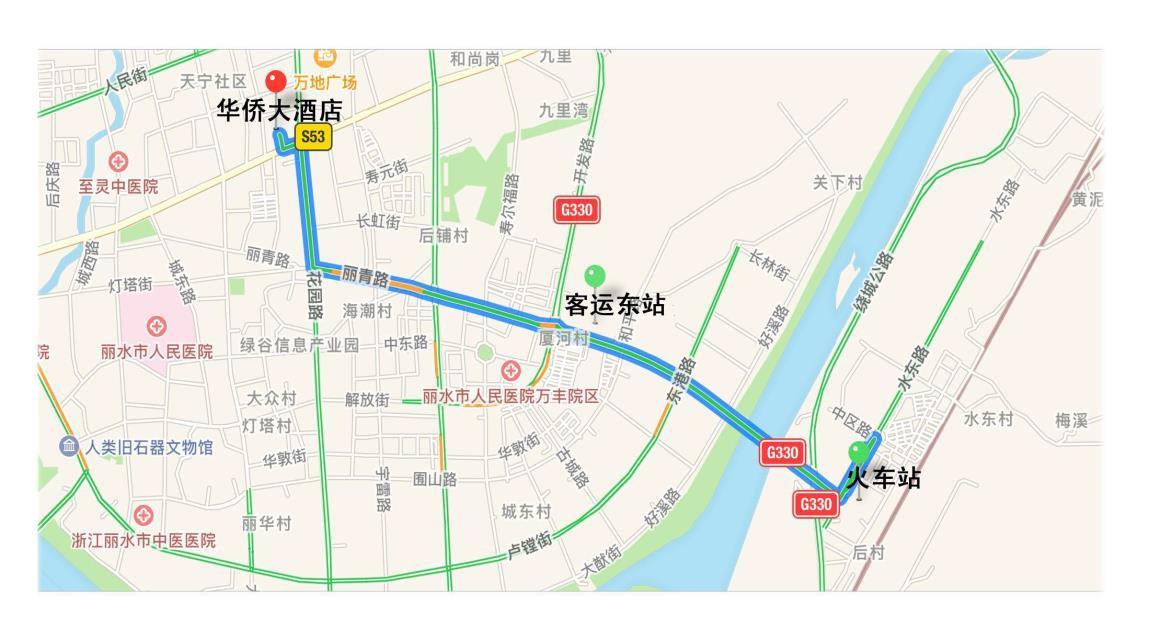 和尚岗
九里
人民街
天宁社区
万地广场
华侨大酒店
九里湾
S53
后庆路
至灵中医院
寿元街
开发路
关下村
水东路
黄泥
寿尔福路
G330
长虹街
后铺村
城西路
丽青路
长林街
灯塔街
城东路
丽青路
花园路
绕城公路
客运东站
海潮村
和平
好溪路
厦河村
丽水市人民医院
院
绿谷信息产业园
中东路
水东路
东港路
丽水市人民医院万丰院区
大众村
解放街
灯塔村
中区路
水东村
梅溪
人类旧石器文物馆
华敦街
华敦街
G330
古城路
火车站
宇雷路
囿山路
G330
丽华村
城东村
好溪路
浙江丽水市中医医院
卢镗街
后村
大猷街